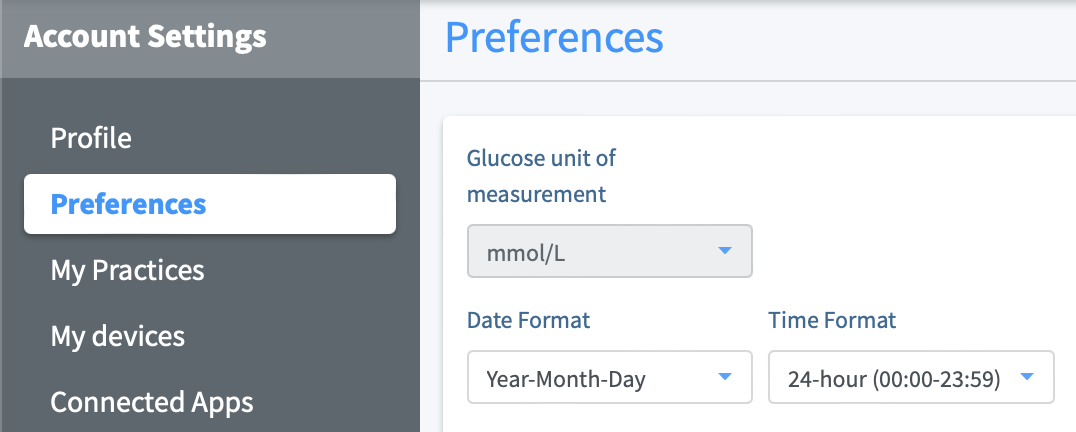 Account Settings
Profile
Preferences
My Practices
My devices
Connected Apps
Preferences
Glucose unit of
measurement
mmol/L
Date Format
Year-Month-Day
Time Format
24-hour (00:00-23:59)